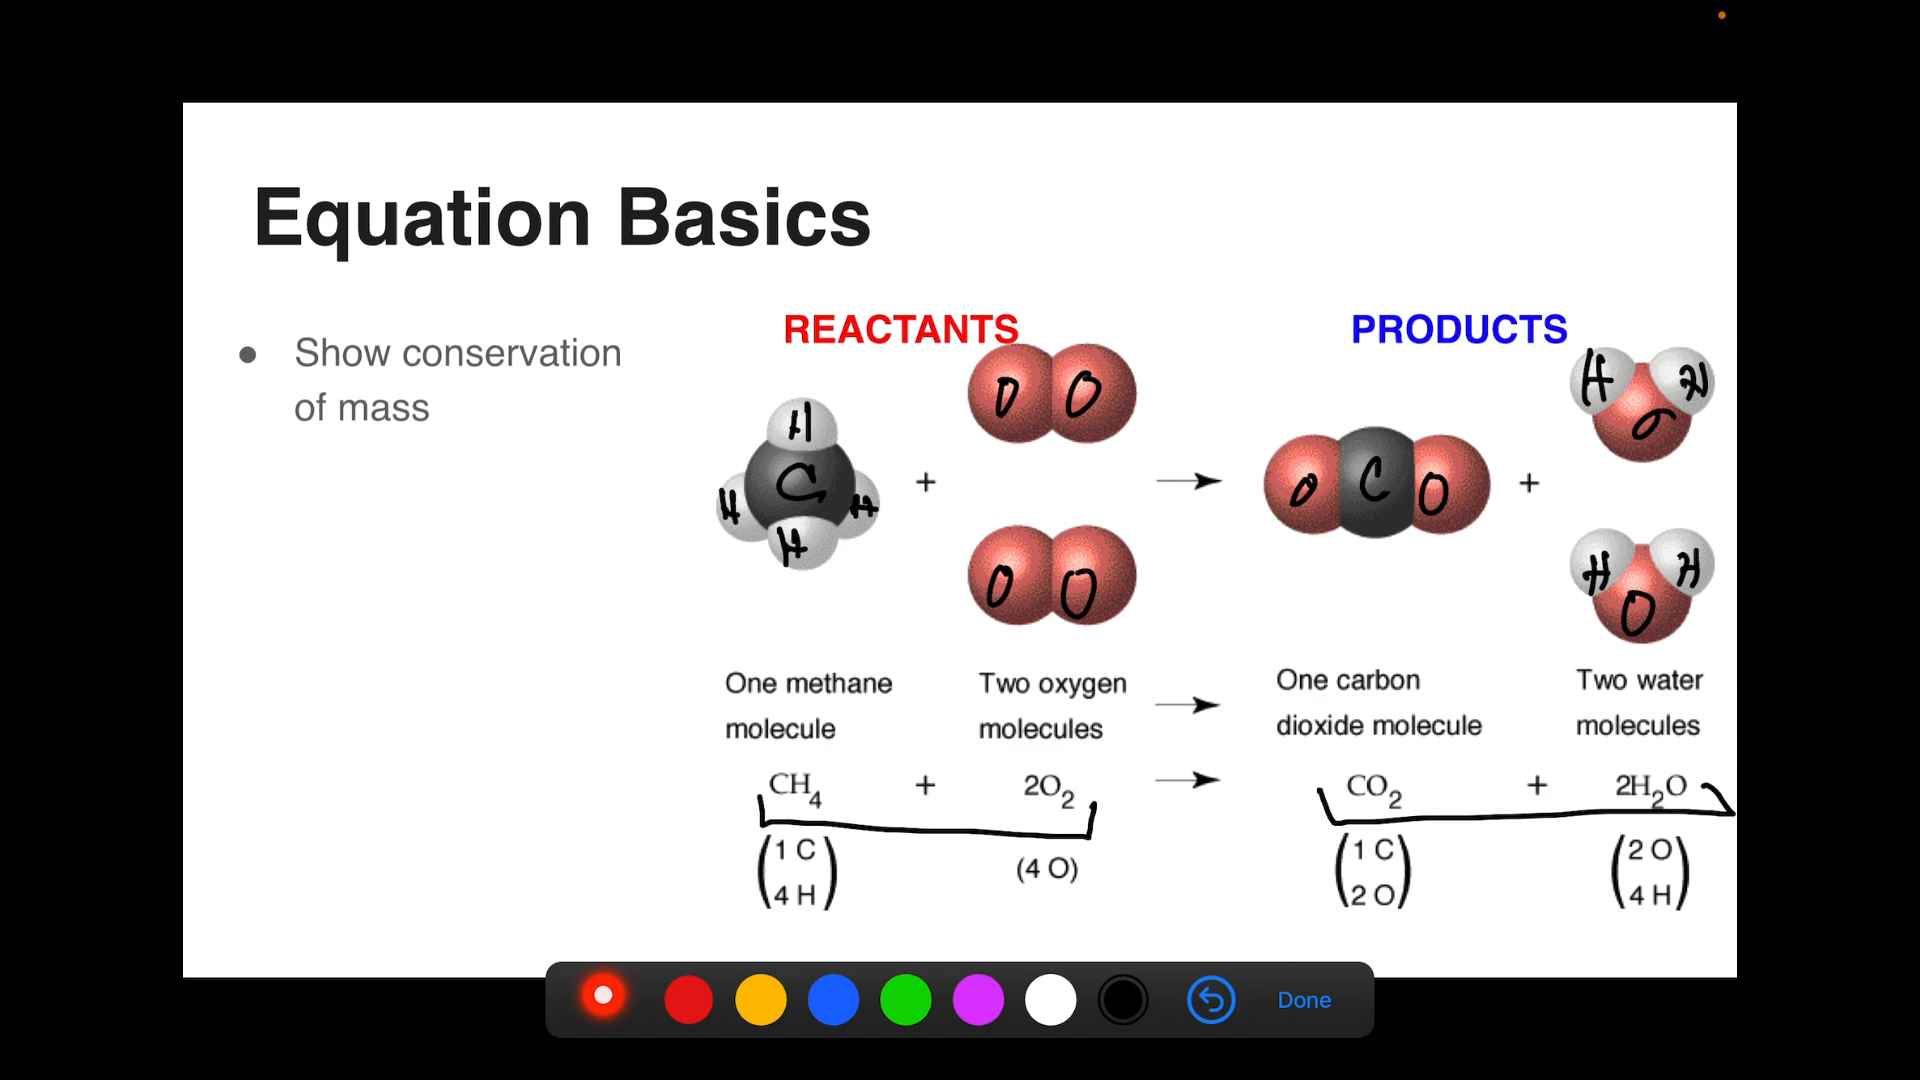 Equation Basics
● Show conservation
of mass
REACTANTS
PRODUCTS
H
C
H
H
H
+
O O
O O
→
O C O
+
H H
O
H H
O
One methane
molecule
Two oxygen
molecules
→
One carbon
dioxide molecule
Two water
molecules
CH₄ + 2O₂ → CO₂ + 2H₂O
(1 C
4 H)
(4 O)
(1 C
2 O)
(2 O
4 H)
Done